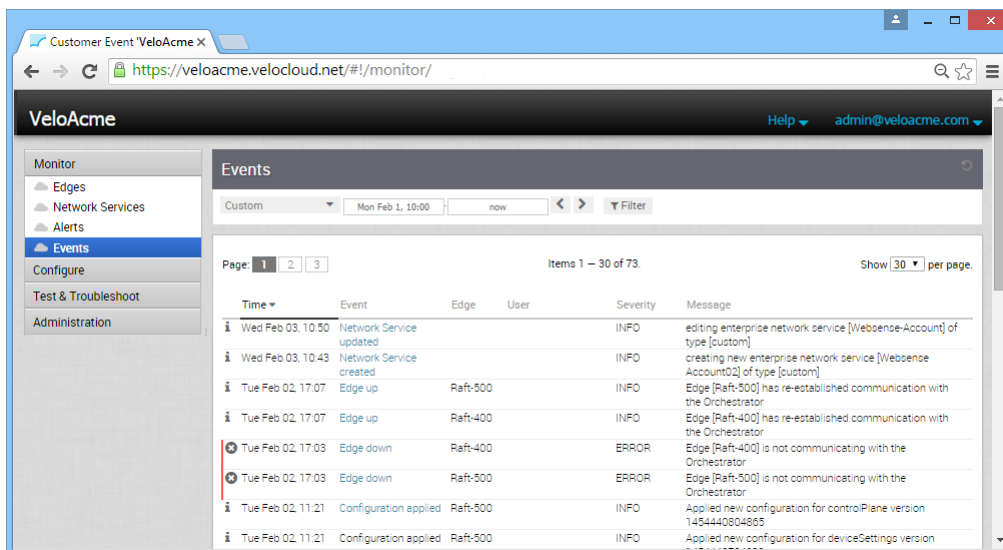 Customer Event 'VeloAcme
https://veloacme.velocloud.net/#!/monitor/
VeloAcme
Help
admin@veloacme.com
Monitor
Edges
Network Services
Alerts
Events
Configure
Test & Troubleshoot
Administration
Events
Custom Mon Feb 1, 10:00 - now Filter
Page: 1 2 3 Items 1 — 30 of 73. Show 30 per page.
Time Event Edge User Severity Message
Wed Feb 03, 10:50 Network Service INFO editing enterprise network service [Websense-Account] of
updated type [custom]
Wed Feb 03, 10:43 Network Service INFO creating new enterprise network service [Websense
created Account02] of type [custom]
Tue Feb 02, 17:07 Edge up Raft-500 INFO Edge [Raft-500] has re-established communication with
the Orchestrator
Tue Feb 02, 17:07 Edge up Raft-400 INFO Edge [Raft-400] has re-established communication with
the Orchestrator
Tue Feb 02, 17:03 Edge down Raft-400 ERROR Edge [Raft-400] is not communicating with the
Orchestrator
Tue Feb 02, 17:03 Edge down Raft-500 ERROR Edge [Raft-500] is not communicating with the
Orchestrator
Tue Feb 02, 11:21 Configuration applied Raft-500 INFO Applied new configuration for controlPlane version
1454440804865
Tue Feb 02, 11:21 Configuration applied Raft-500 INFO Applied new configuration for deviceSettings version